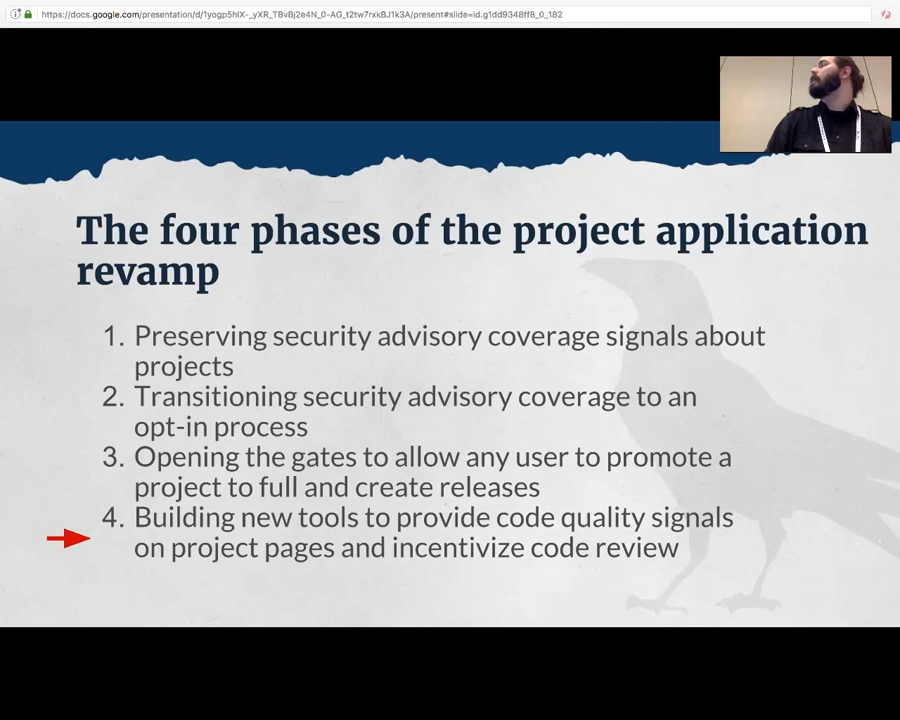 https://docs.google.com/presentation/d/1yogp5hlX-_yXR_TBvBj2e4N_0-AG_t2tw7rxkBJ1k3A/present#slide=id.g1dd9348ff8_0_182
The four phases of the project application
revamp
1. Preserving security advisory coverage signals about
projects
2. Transitioning security advisory coverage to an
opt-in process
3. Opening the gates to allow any user to promote a
project to full and create releases
4. Building new tools to provide code quality signals
on project pages and incentivize code review